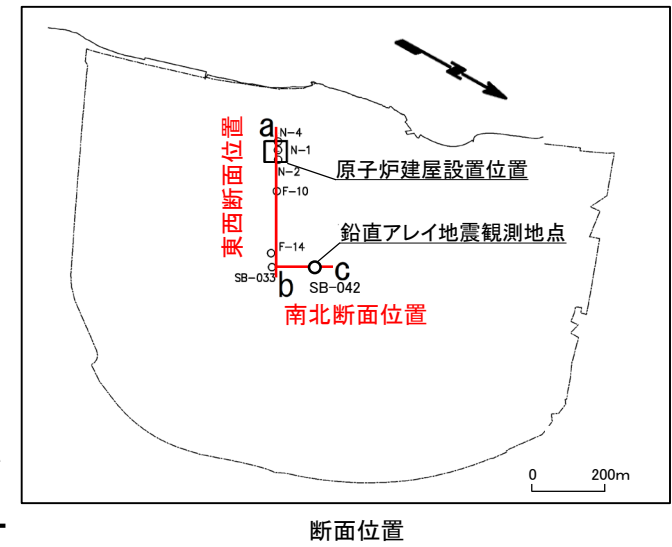 a
N-4
N-1
N-2
原子炉建屋設置位置
東西断面位置
F-10
鉛直アレイ地震観測地点
F-14
SB-033
b
c
SB-042
南北断面位置
0 200m
断面位置